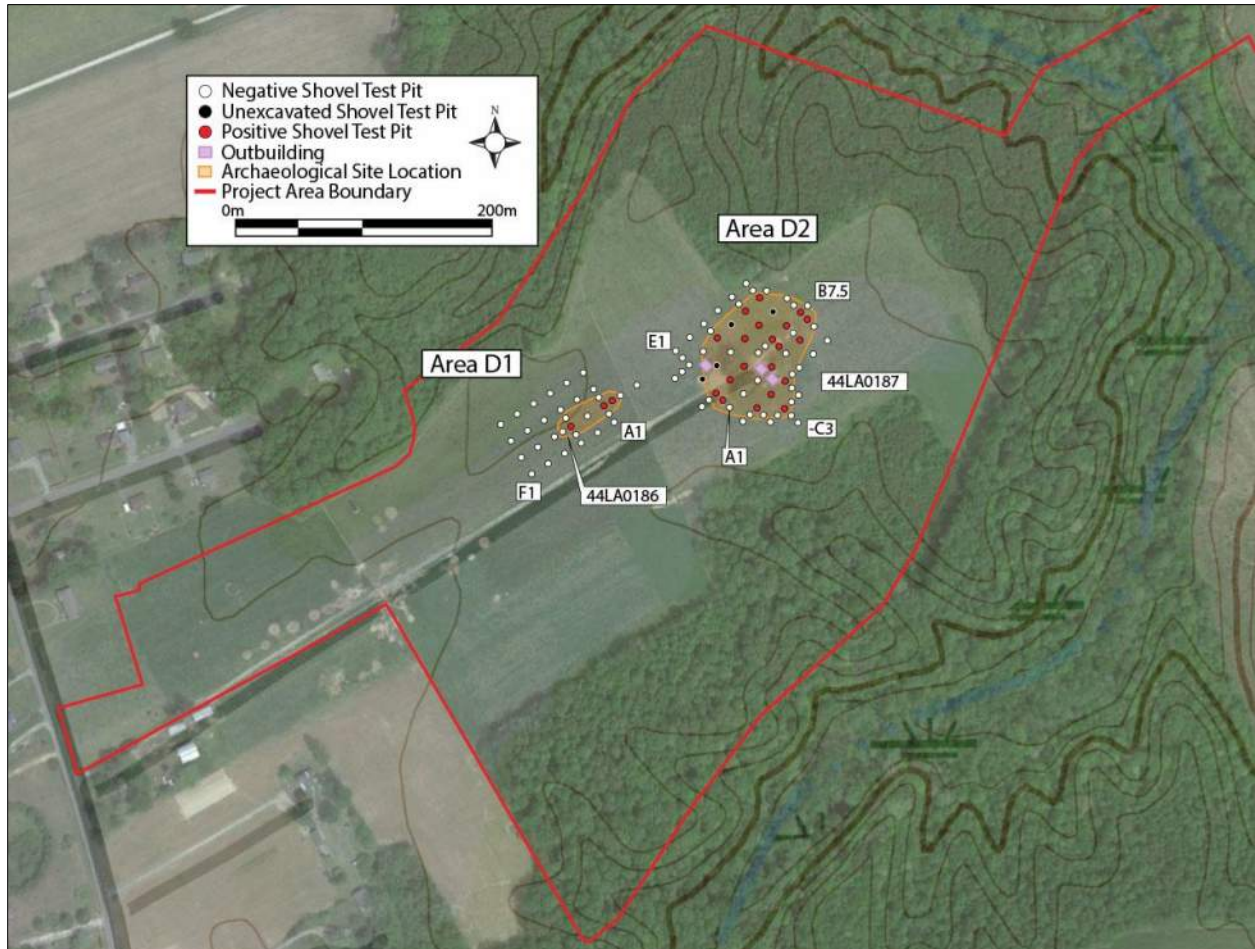 Negative Shovel Test Pit
Unexcavated Shovel Test Pit
Positive Shovel Test Pit
Outbuilding
Archaeological Site Location
Project Area Boundary
N
0m 200m
Area D2
B7.5
E1
Area D1
44LA0187
A1
-C3
A1
F1
44LA0186